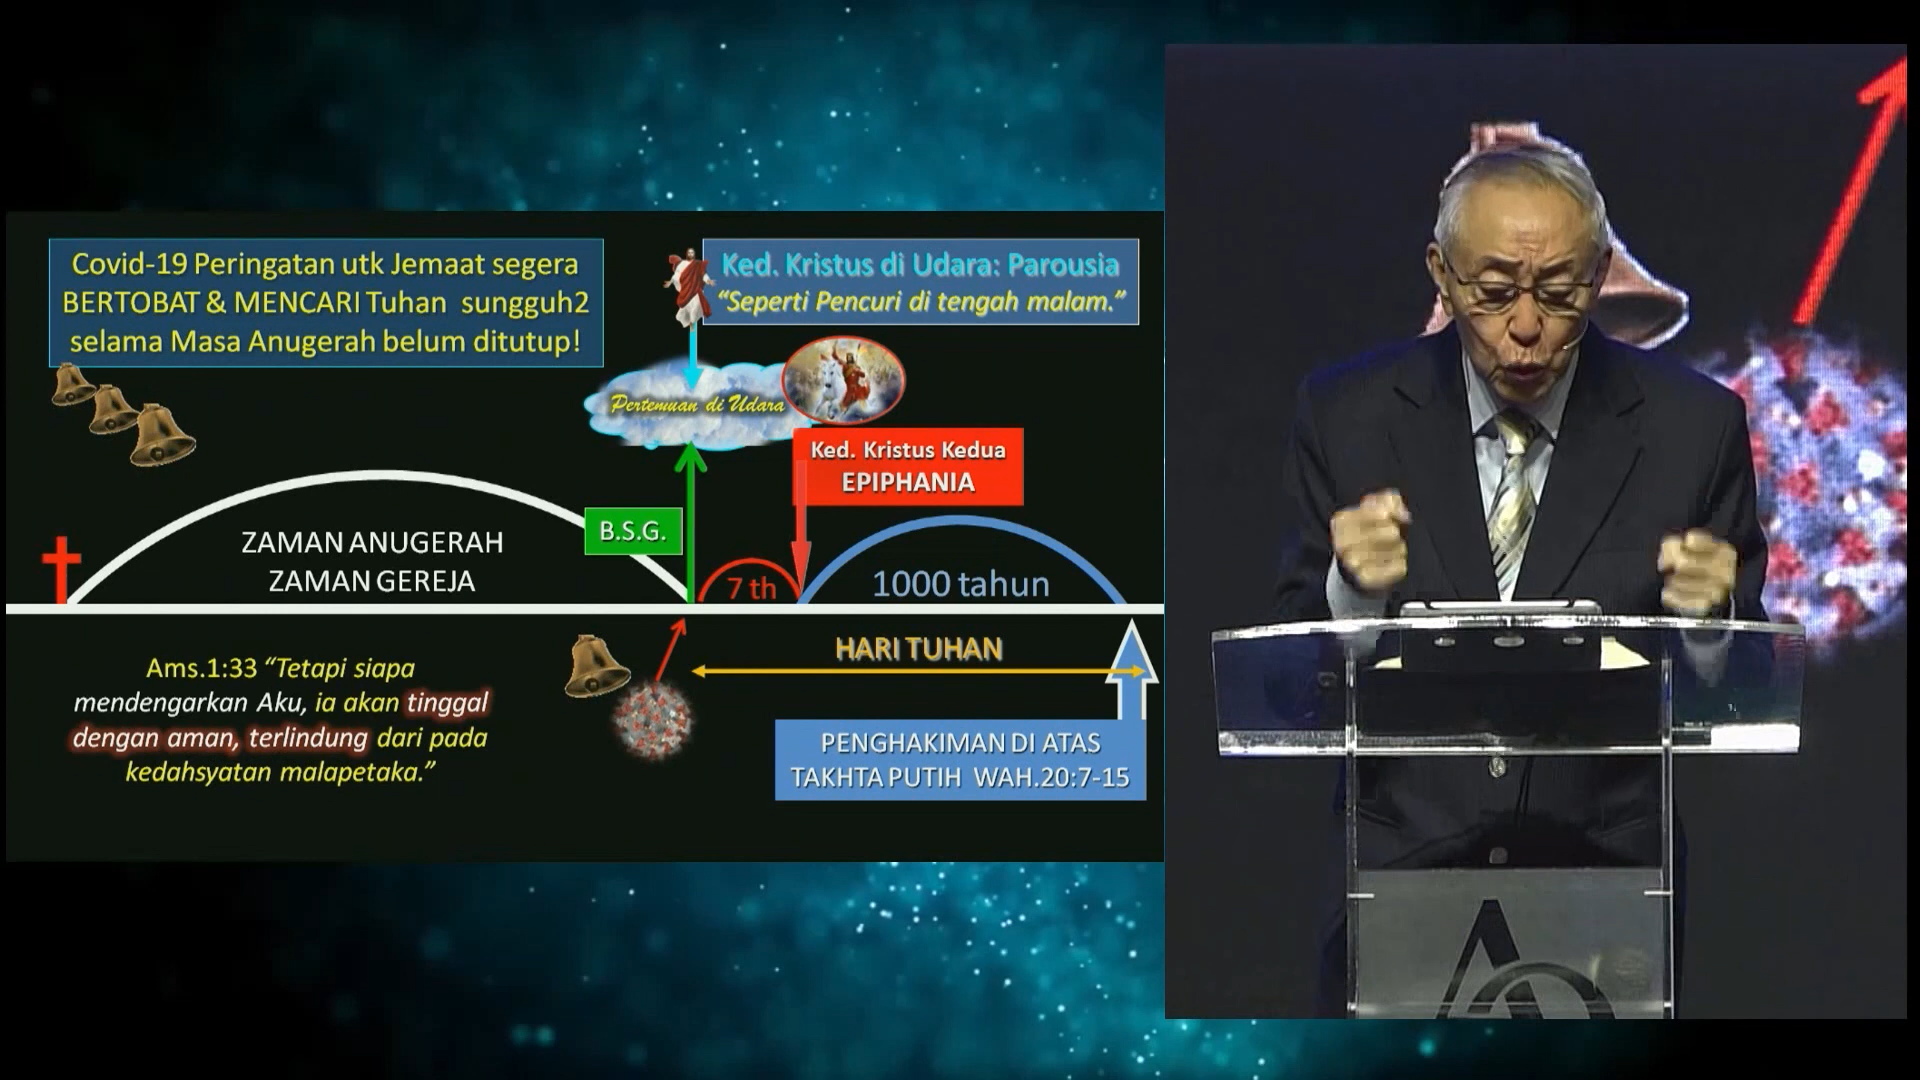 Covid-19 Peringatan utk Jemaat segera
BERTOBAT & MENCARI Tuhan sungguh2
selama Masa Anugerah belum ditutup!
Ked. Kristus di Udara: Parousia
“Seperti Pencuri di tengah malam.”
Pertemuan di Udara
Ked. Kristus Kedua
EPIPHANIA
B.S.G.
ZAMAN ANUGERAH
ZAMAN GEREJA
7 th
1000 tahun
HARI TUHAN
Ams.1:33 “Tetapi siapa
mendengarkan Aku, ia akan tinggal
dengan aman, terlindung dari pada
kedahsyatan malapetaka.”
PENGHAKIMAN DI ATAS
TAKHTA PUTIH WAH.20:7-15